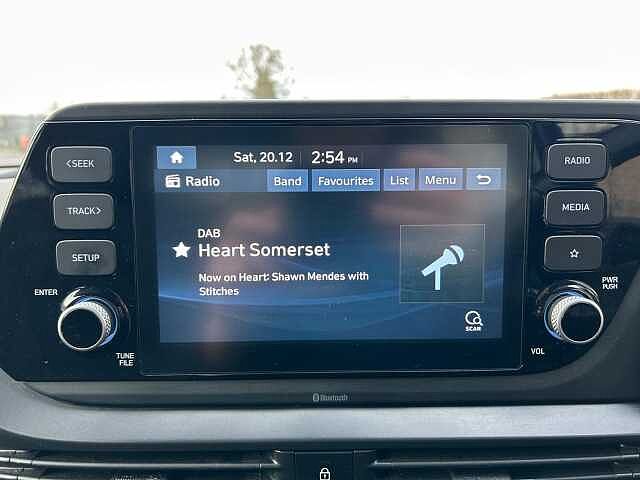 <SEEK
TRACK>
SETUP
ENTER
TUNE
FILE
Sat, 20.12 2:54 PM
Radio Band Favourites List Menu
DAB
Heart Somerset
Now on Heart: Shawn Mendes with
Stitches
SCAN
RADIO
MEDIA
PWR
PUSH
VOL
Bluetooth